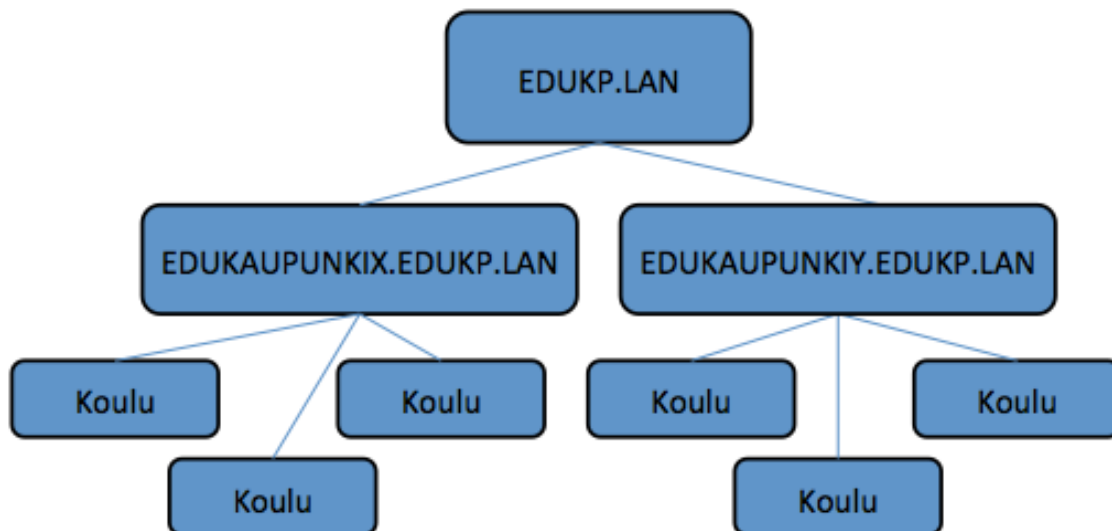 EDUKP.LAN
EDUKAUPUNKIX.EDUKP.LAN
EDUKAUPUNKIY.EDUKP.LAN
Koulu
Koulu
Koulu
Koulu
Koulu
Koulu